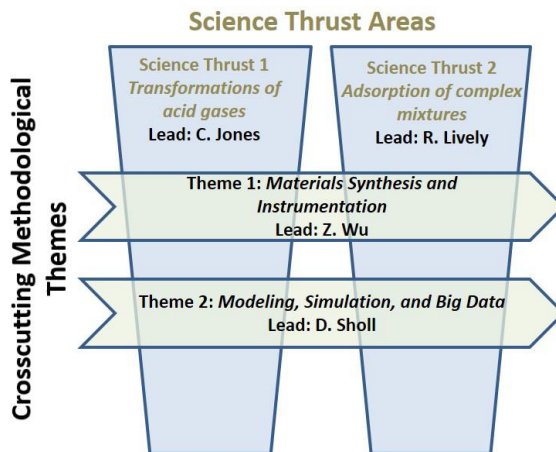 Science Thrust Areas
Science Thrust 1
Transformations of
acid gases
Lead: C. Jones
Science Thrust 2
Adsorption of complex
mixtures
Lead: R. Lively
Crosscutting Methodological
Themes
Theme 1: Materials Synthesis and
Instrumentation
Lead: Z. Wu
Theme 2: Modeling, Simulation, and Big Data
Lead: D. Sholl